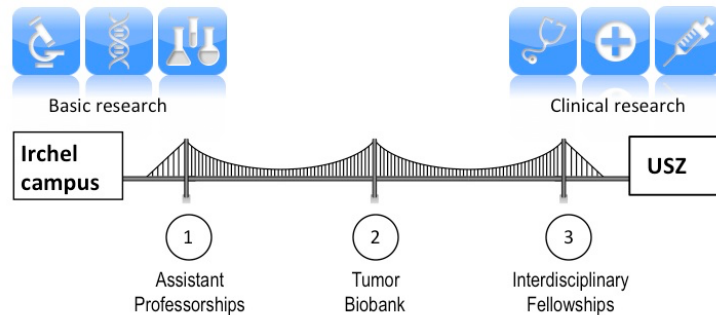 Basic research
Clinical research
Irchel
campus
USZ
1
2
3
Assistant
Professorships
Tumor
Biobank
Interdisciplinary
Fellowships